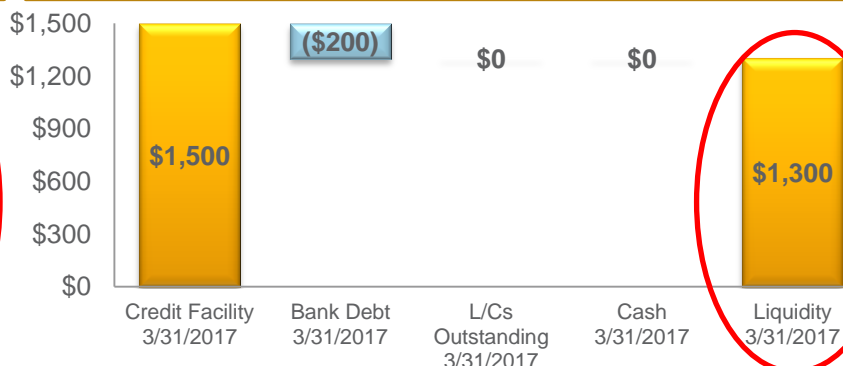 $1,500
$1,200
$900
$600
$300
$0
$1,500
($200)
$0
$0
$1,300
Credit Facility
3/31/2017
Bank Debt
3/31/2017
L/Cs
Outstanding
3/31/2017
Cash
3/31/2017
Liquidity
3/31/2017